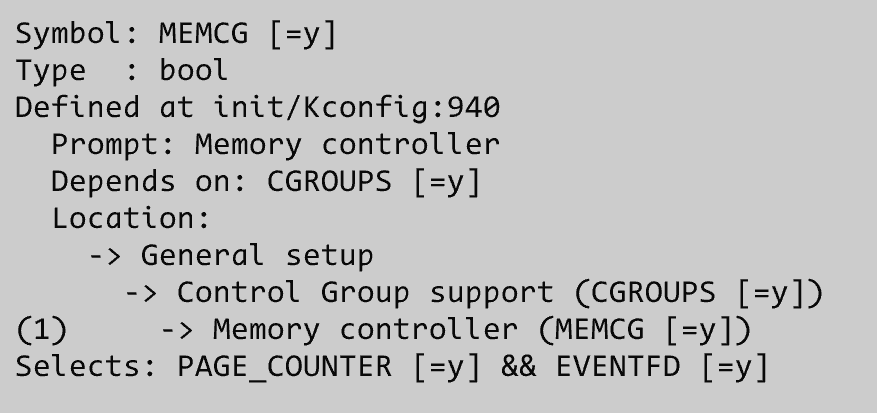 Symbol: MEMCG [=y]
Type  : bool
Defined at init/Kconfig:940
  Prompt: Memory controller
  Depends on: CGROUPS [=y]
  Location:
    -> General setup
      -> Control Group support (CGROUPS [=y])
(1)     -> Memory controller (MEMCG [=y])
Selects: PAGE_COUNTER [=y] && EVENTFD [=y]